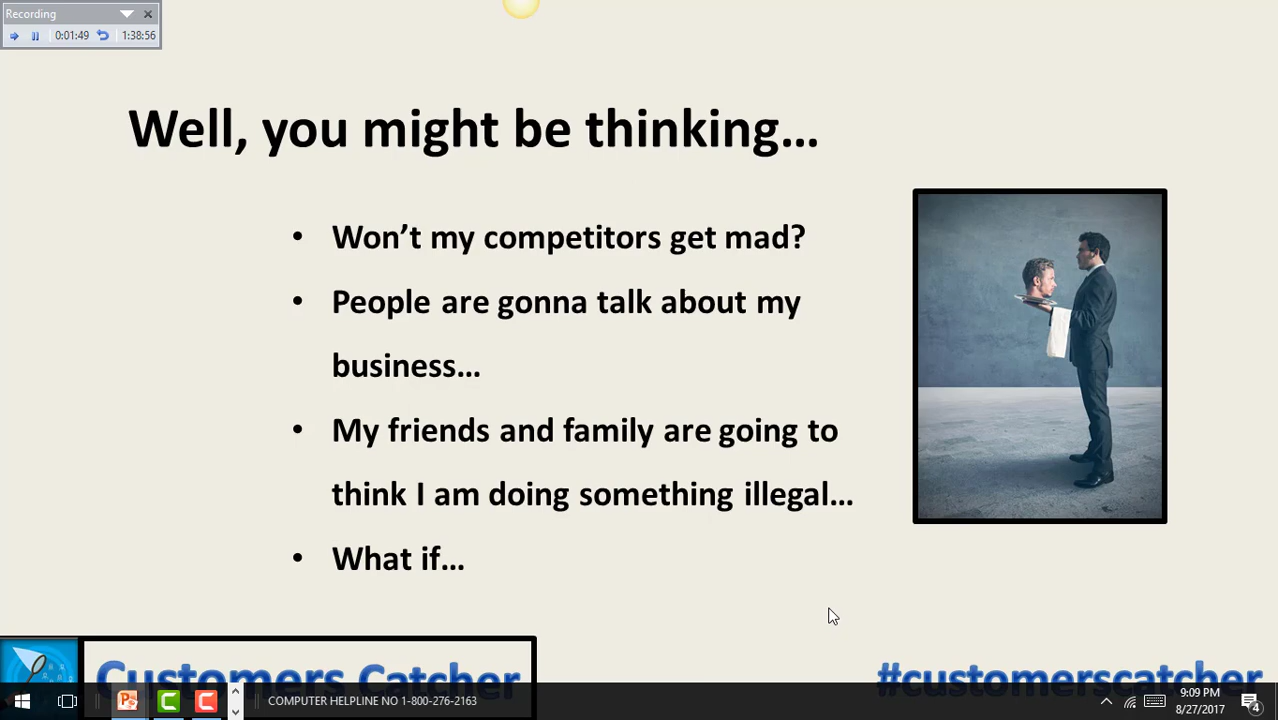 Recording
0:01:49 1:38:56
Well, you might be thinking…
• Won’t my competitors get mad?
• People are gonna talk about my
business…
• My friends and family are going to
think I am doing something illegal…
• What if…
Customers Catcher
#customerscatcher
COMPUTER HELPLINE NO 1-800-276-2163
9:09 PM
8/27/2017
4